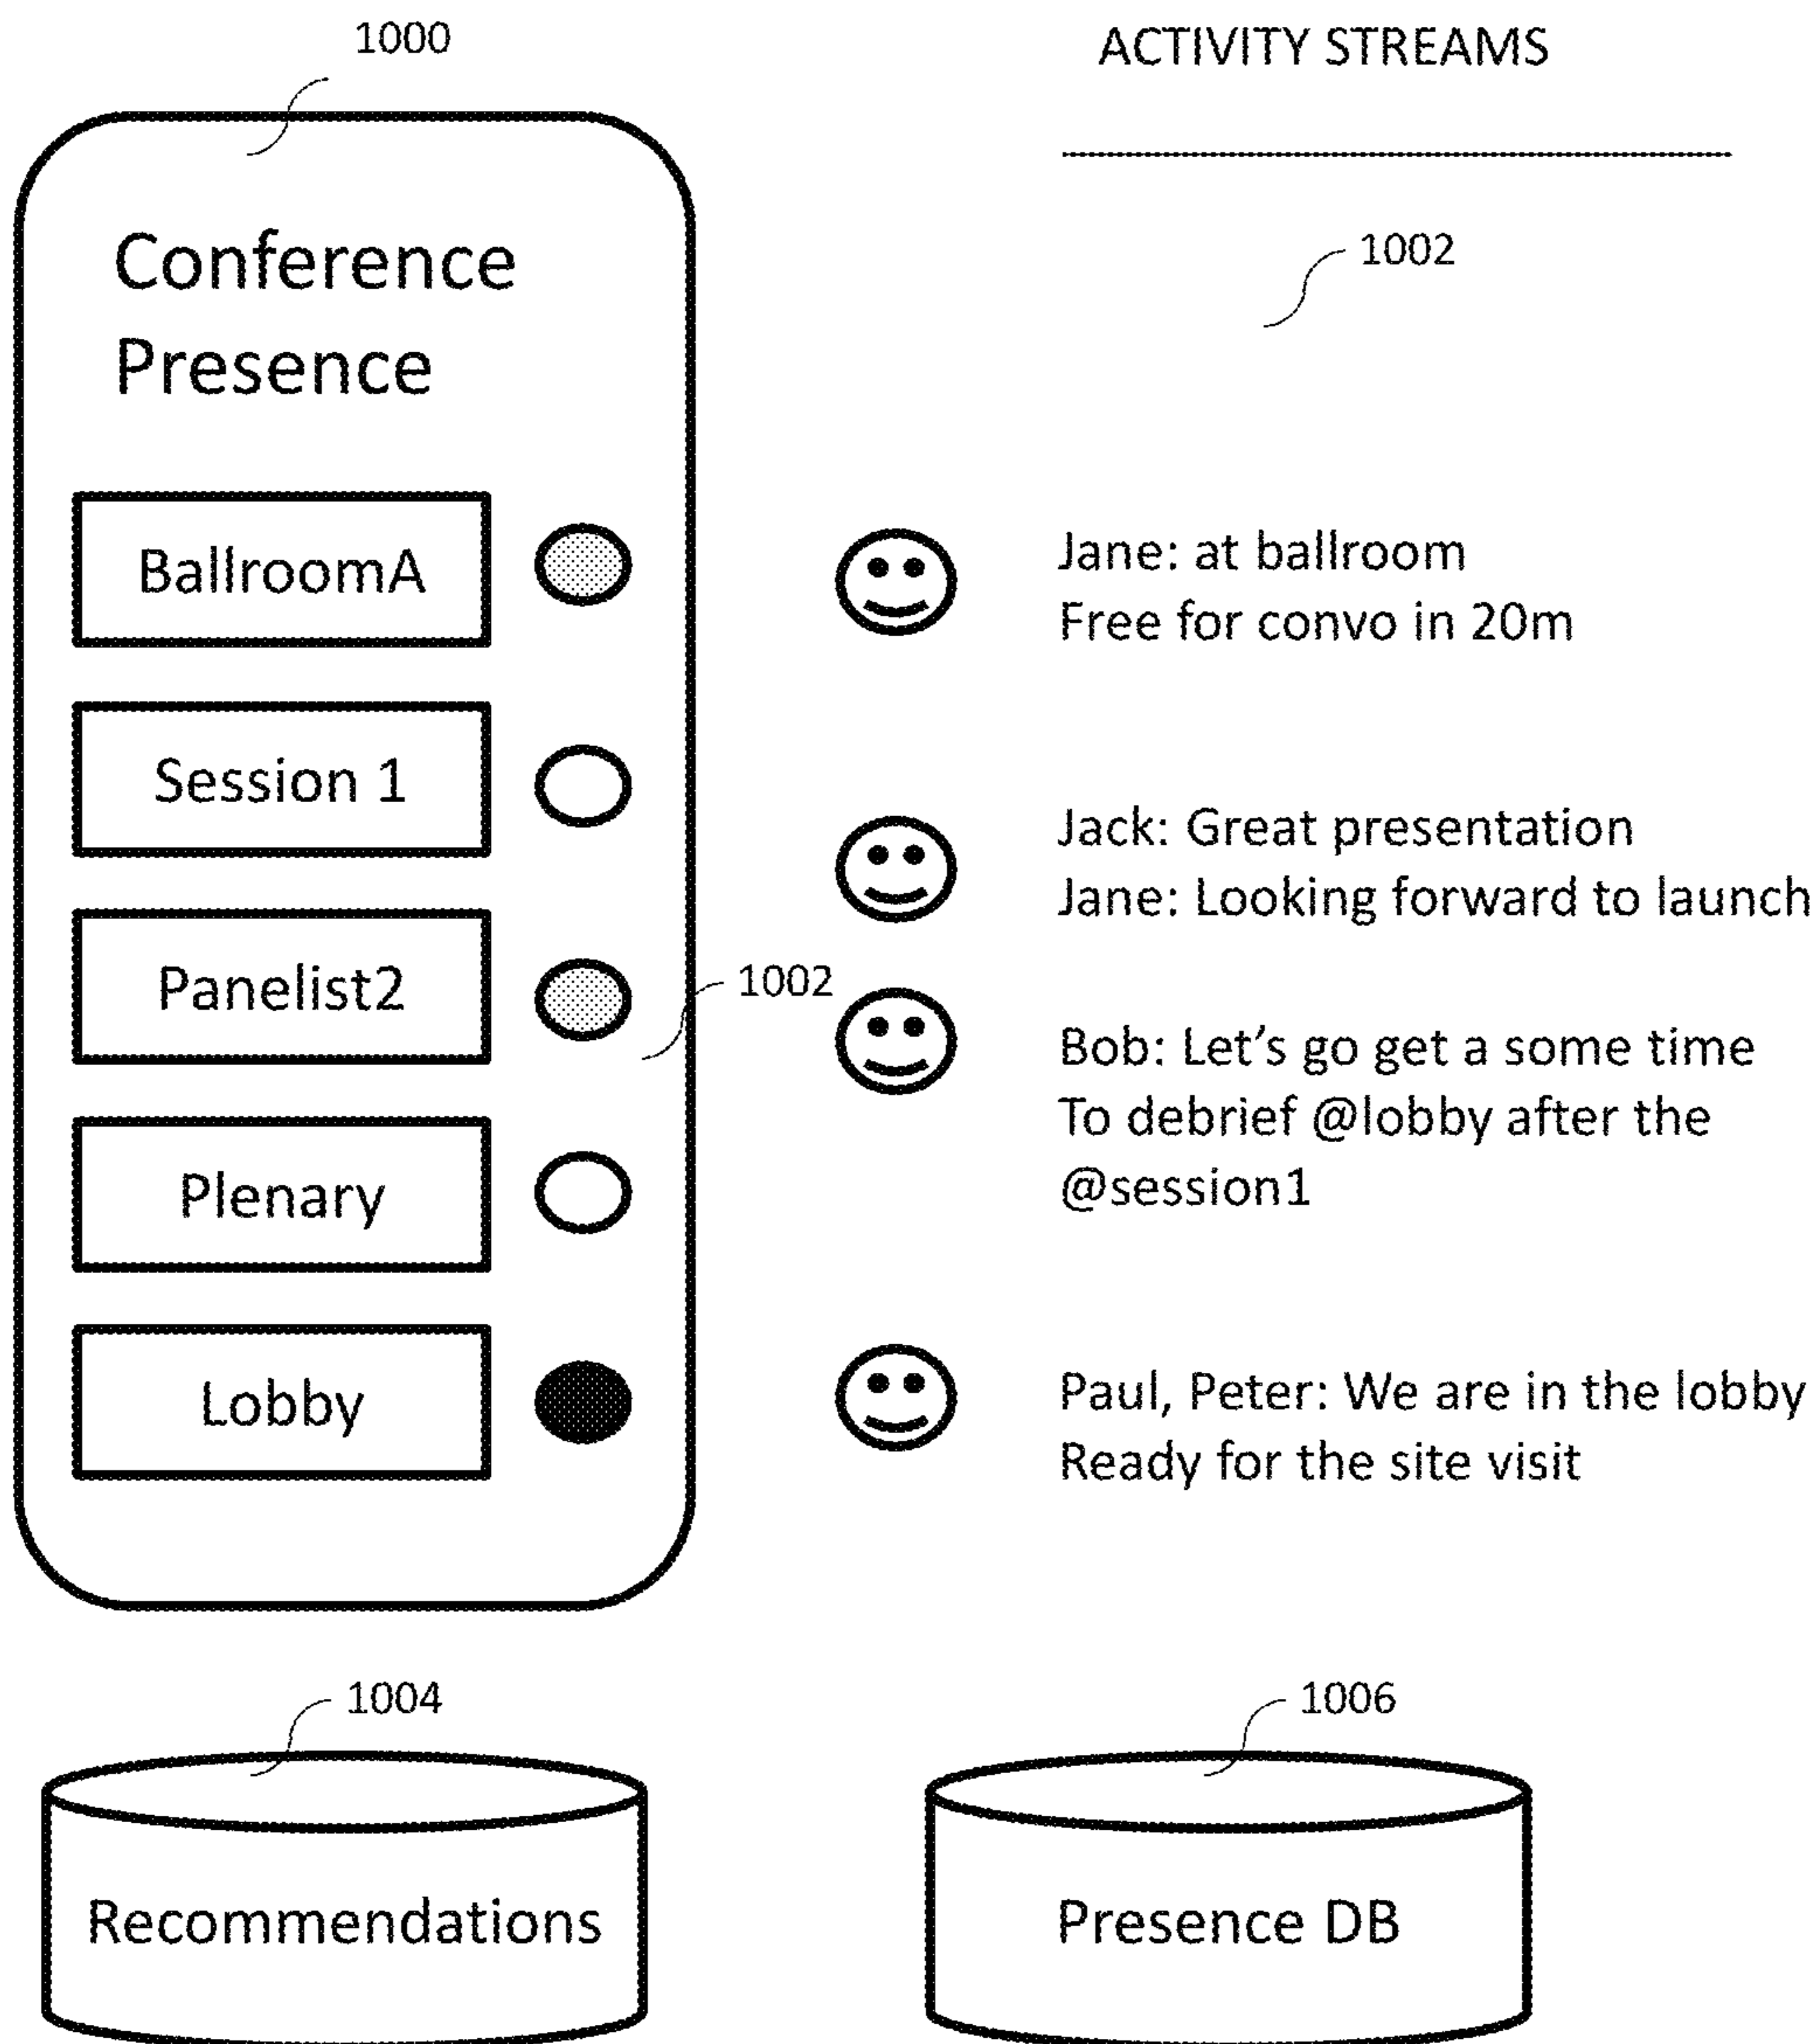 1000
ACTIVITY STREAMS
Conference
Presence
1002
BallroomA
Jane: at ballroom
Free for convo in 20m
Session 1
Jack: Great presentation
Jane: Looking forward to launch
Panelist2
1002
Bob: Let's go get a some time
To debrief @lobby after the
@session1
Plenary
Lobby
Paul, Peter: We are in the lobby
Ready for the site visit
1004
1006
Recommendations
Presence DB